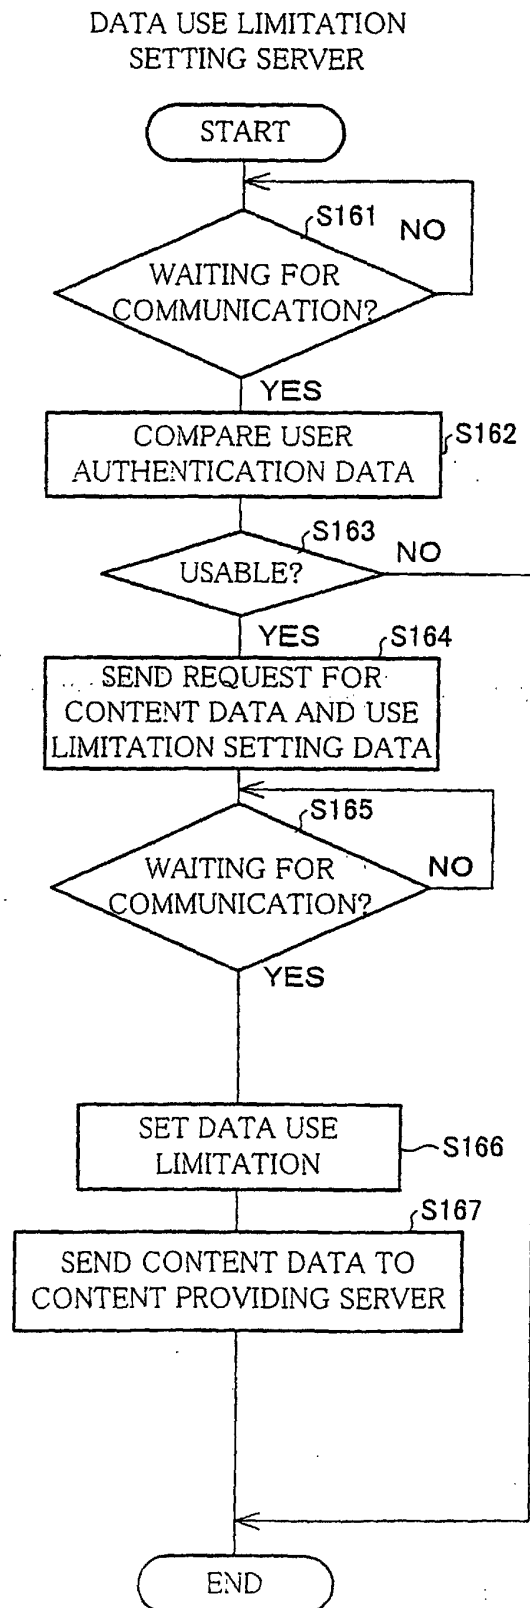 DATA USE LIMITATION
SETTING SERVER
START
S161
NO
WAITING FOR
COMMUNICATION?
YES
COMPARE USER
AUTHENTICATION DATA
S162
S163
NO
USABLE?
YES
S164
SEND REQUEST FOR
CONTENT DATA AND USE
LIMITATION SETTING DATA
S165
WAITING FOR
COMMUNICATION?
NO
YES
SET DATA USE
LIMITATION
S166
S167
SEND CONTENT DATA TO
CONTENT PROVIDING SERVER
END